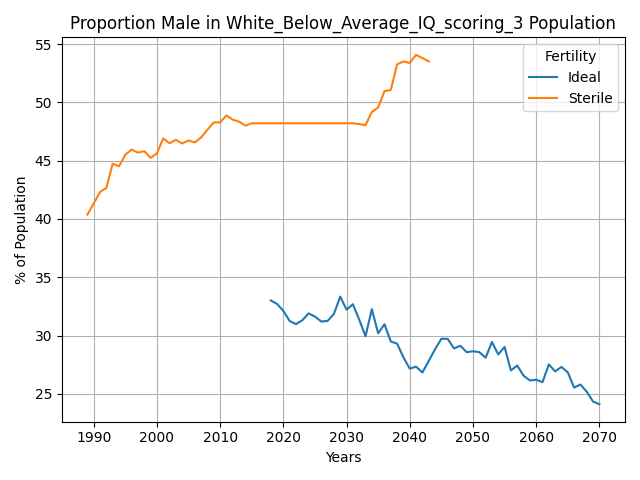 Proportion Male in White_Below_Average_IQ_scoring_3 Population
55
50
45
40
35
30
25
% of Population
Fertility
Ideal
Sterile
1990 2000 2010 2020 2030 2040 2050 2060 2070
Years